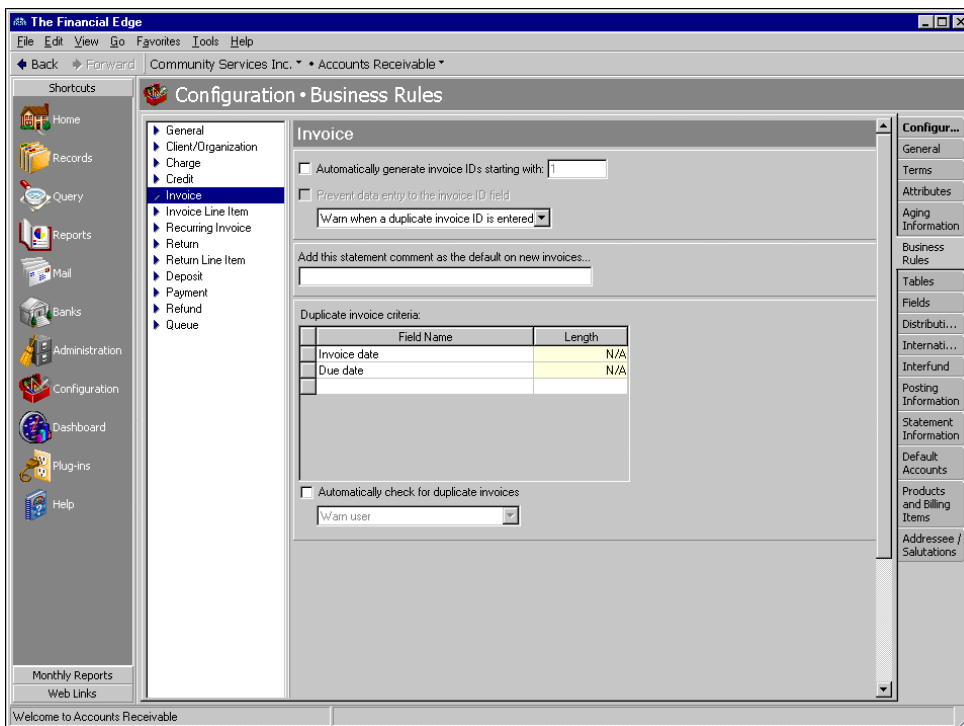 The Financial Edge
File Edit View Go Favorites Tools Help
Back Forward Community Services Inc. • Accounts Receivable
Shortcuts
Home
Records
Query
Reports
Mail
Banks
Administration
Configuration
Dashboard
Plug-ins
Help
Monthly Reports
Web Links
Configuration • Business Rules
General
Client/Organization
Charge
Credit
Invoice
Invoice Line Item
Recurring Invoice
Return
Return Line Item
Deposit
Payment
Refund
Queue
Invoice
Automatically generate invoice IDs starting with: 1
Prevent data entry to the invoice ID field
Warn when a duplicate invoice ID is entered
Add this statement comment as the default on new invoices...
Duplicate invoice criteria:
Field Name Length
Invoice date N/A
Due date N/A
Automatically check for duplicate invoices
Warn user
Configur...
General
Terms
Attributes
Aging
Information
Business
Rules
Tables
Fields
Distributi...
Internati...
Interfund
Posting
Information
Statement
Information
Default
Accounts
Products
and Billing
Items
Addressee /
Salutations
Welcome to Accounts Receivable